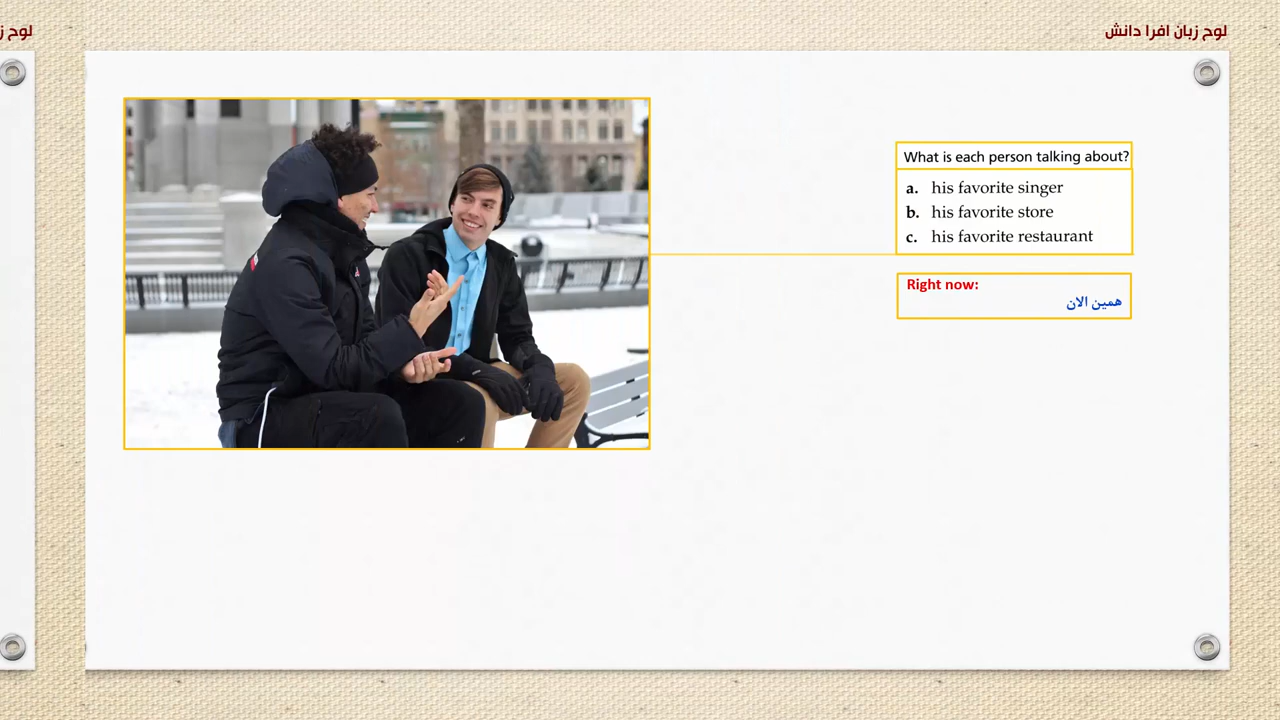 لوح زبان افرا دانش
لوح ز
What is each person talking about?
a. his favorite singer
b. his favorite store
c. his favorite restaurant
Right now:
همین الان